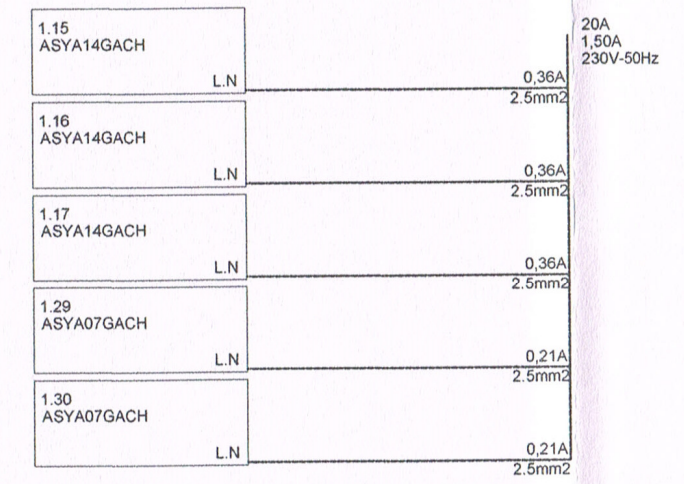 1.15
ASYA14GACH
L.N
0,36A
2.5mm2
1.16
ASYA14GACH
L.N
0,36A
2.5mm2
1.17
ASYA14GACH
L.N
0,36A
2.5mm2
1.29
ASYA07GACH
L.N
0,21A
2.5mm2
1.30
ASYA07GACH
L.N
0,21A
2.5mm2
20A
1,50A
230V-50Hz